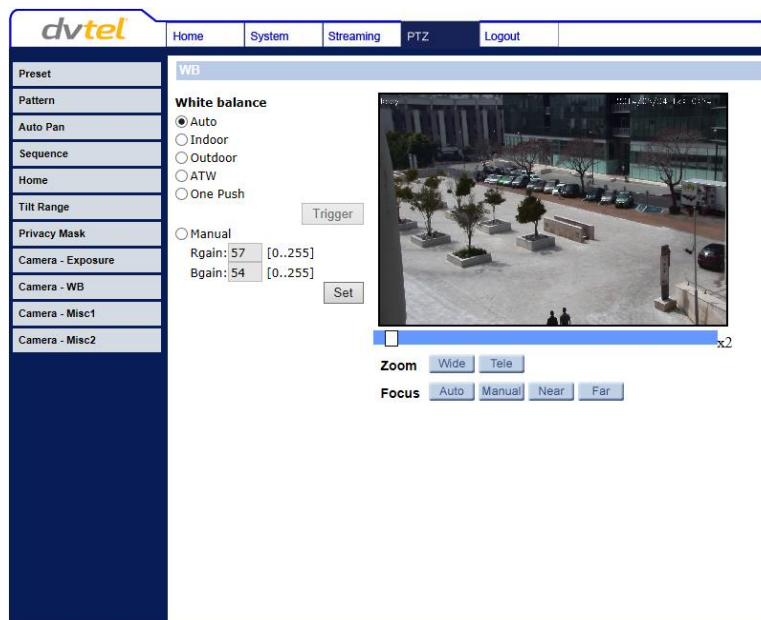 dvtel
Home System Streaming PTZ Logout
Preset
Pattern
Auto Pan
Sequence
Home
Tilt Range
Privacy Mask
Camera - Exposure
Camera - WB
Camera - Misc1
Camera - Misc2
WB
White balance
Auto
Indoor
Outdoor
ATW
One Push
Trigger
Manual
Rgain: 57 [0..255]
Bgain: 54 [0..255]
Set
x2
Zoom Wide Tele
Focus Auto Manual Near Far